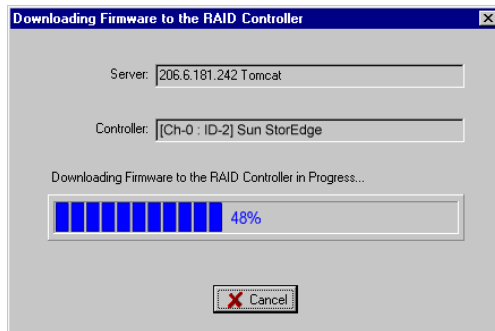 Downloading Firmware to the RAID Controller
Server: 206.6.181.242 Tomcat
Controller: [Ch-0 : ID-2] Sun StorEdge
Downloading Firmware to the RAID Controller in Progress...
48%
Cancel